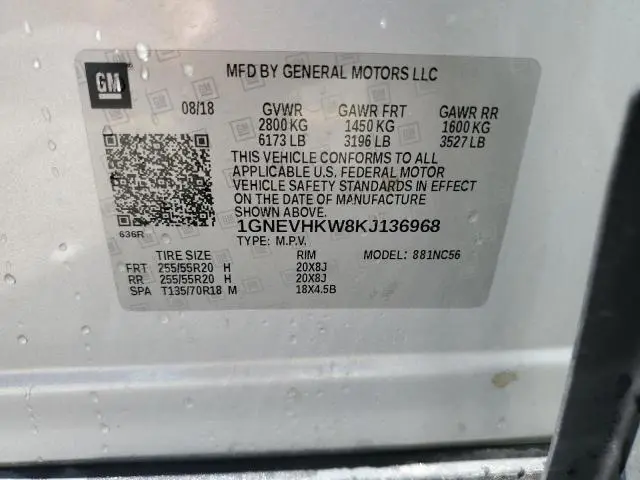 GM
MFD BY GENERAL MOTORS LLC
08/18 GVWR GAWR FRT GAWR RR
2800 KG 1450 KG 1600 KG
6173 LB 3196 LB 3527 LB
THIS VEHICLE CONFORMS TO ALL
APPLICABLE U.S. FEDERAL MOTOR
VEHICLE SAFETY STANDARDS IN EFFECT
ON THE DATE OF MANUFACTURE
SHOWN ABOVE.
636R
1GNEVHKW8KJ136968
TYPE: M.P.V. MODEL: 881NC56
TIRE SIZE RIM
FRT 255/55R20 H 20X8J
RR 255/55R20 H 20X8J
SPA T135/70R18 M 18X4.5B